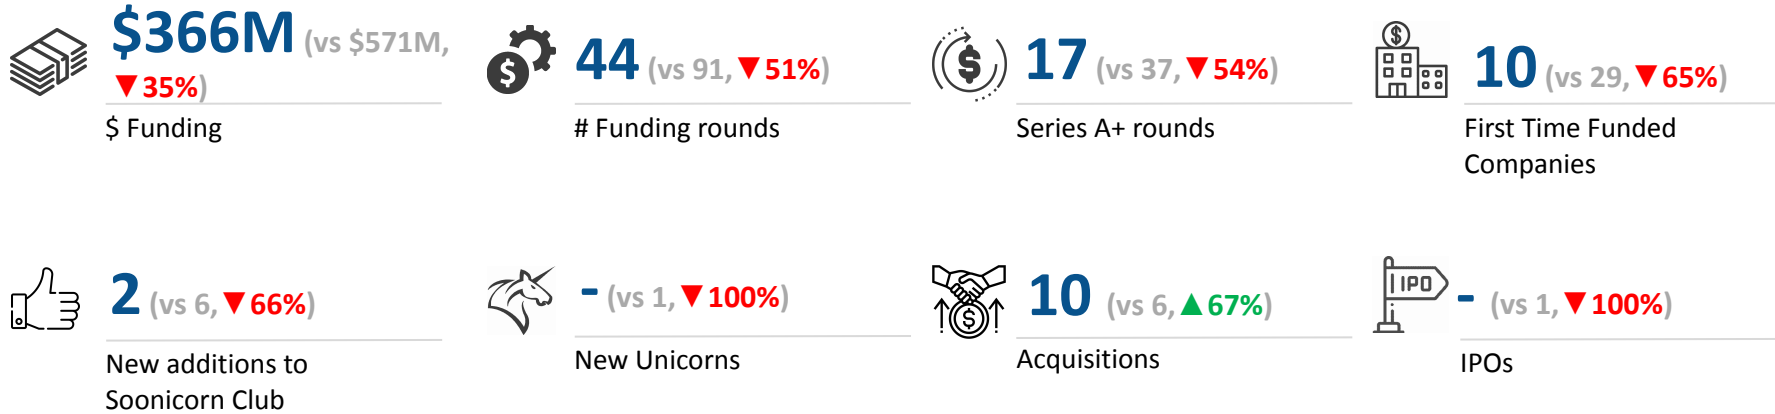 $366M (vs $571M,
▼35%)
$ Funding
44 (vs 91, ▼51%)
# Funding rounds
17 (vs 37, ▼54%)
Series A+ rounds
10 (vs 29, ▼65%)
First Time Funded
Companies
2 (vs 6, ▼66%)
New additions to
Soonicorn Club
- (vs 1, ▼100%)
New Unicorns
10 (vs 6, ▲67%)
Acquisitions
IPO
- (vs 1, ▼100%)
IPOs